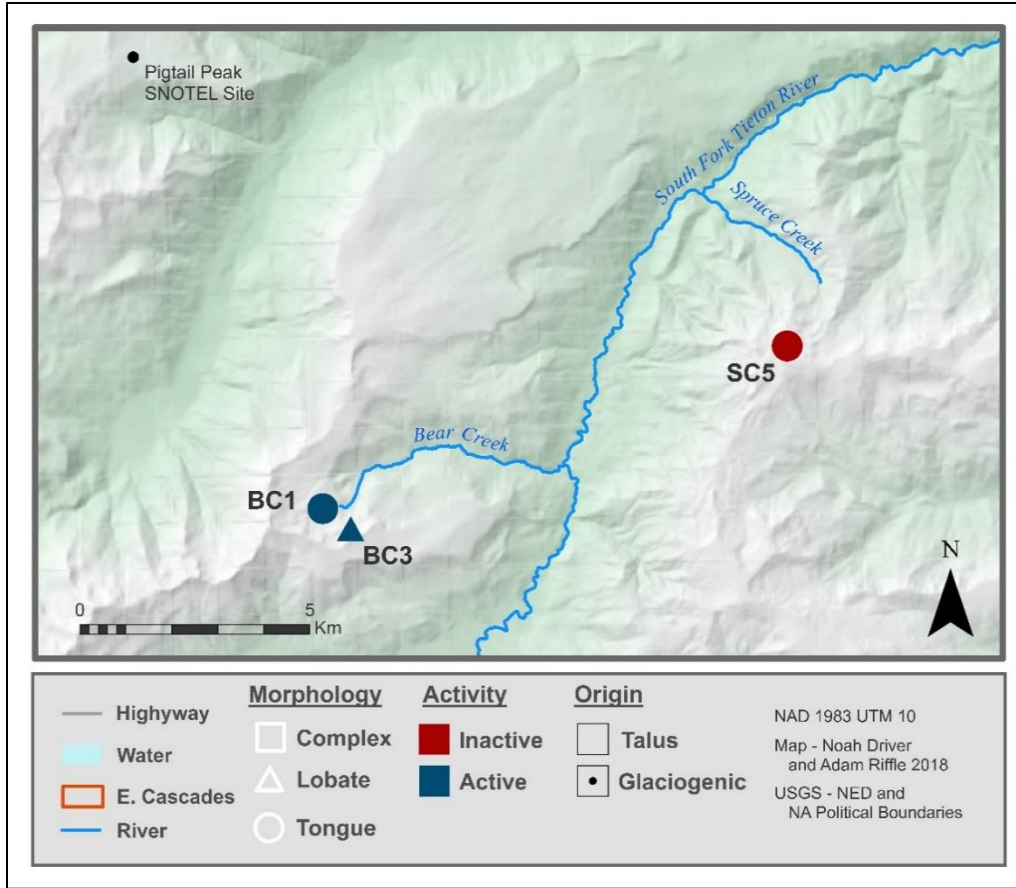 Pigtail Peak
SNOTEL Site
South Fork Ticton River
Spruce Creek
SC5
Bear Creek
BC1
BC3
N
0 5
Km
Highyway
Water
E. Cascades
River
Morphology
Complex
Lobate
Tongue
Activity
Inactive
Active
Origin
Talus
Glaciogenic
NAD 1983 UTM 10
Map - Noah Driver
and Adam Riffle 2018
USGS - NED and
NA Political Boundaries